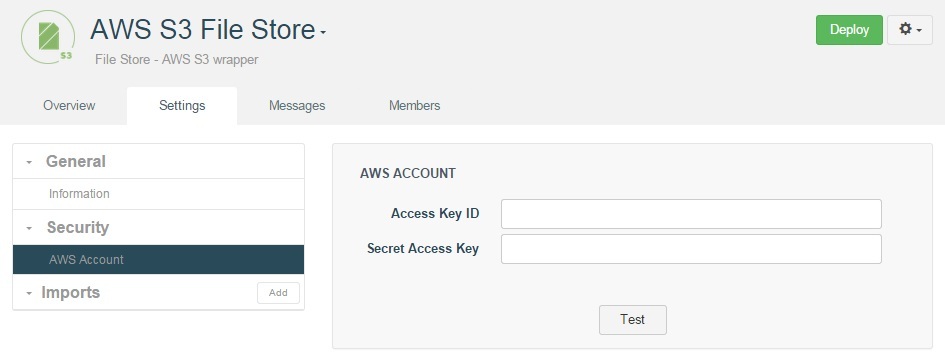 S3
AWS S3 File Store
File Store - AWS S3 wrapper
Deploy
Overview Settings Messages Members
General
Information
Security
AWS Account
Imports Add
AWS ACCOUNT
Access Key ID
Secret Access Key
Test